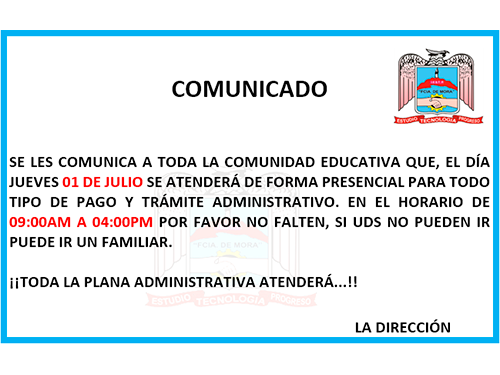 COMUNICADO
I.S.T.P.
"FCIA. DE MORA"
ESTUDIO TECNOLOGÍA PROGRESO
SE LES COMUNICA A TODA LA COMUNIDAD EDUCATIVA QUE, EL DÍA
JUEVES 01 DE JULIO SE ATENDERÁ DE FORMA PRESENCIAL PARA TODO
TIPO DE PAGO Y TRÁMITE ADMINISTRATIVO. EN EL HORARIO DE
09:00AM A 04:00PM POR FAVOR NO FALTEN, SI UDS NO PUEDEN IR
PUEDE IR UN FAMILIAR.
"FCIA. DE MORA"
¡¡TODA LA PLANA ADMINISTRATIVA ATENDERÁ...!!
ESTUDIO TECNOLOGÍA PROGRESO
LA DIRECCIÓN